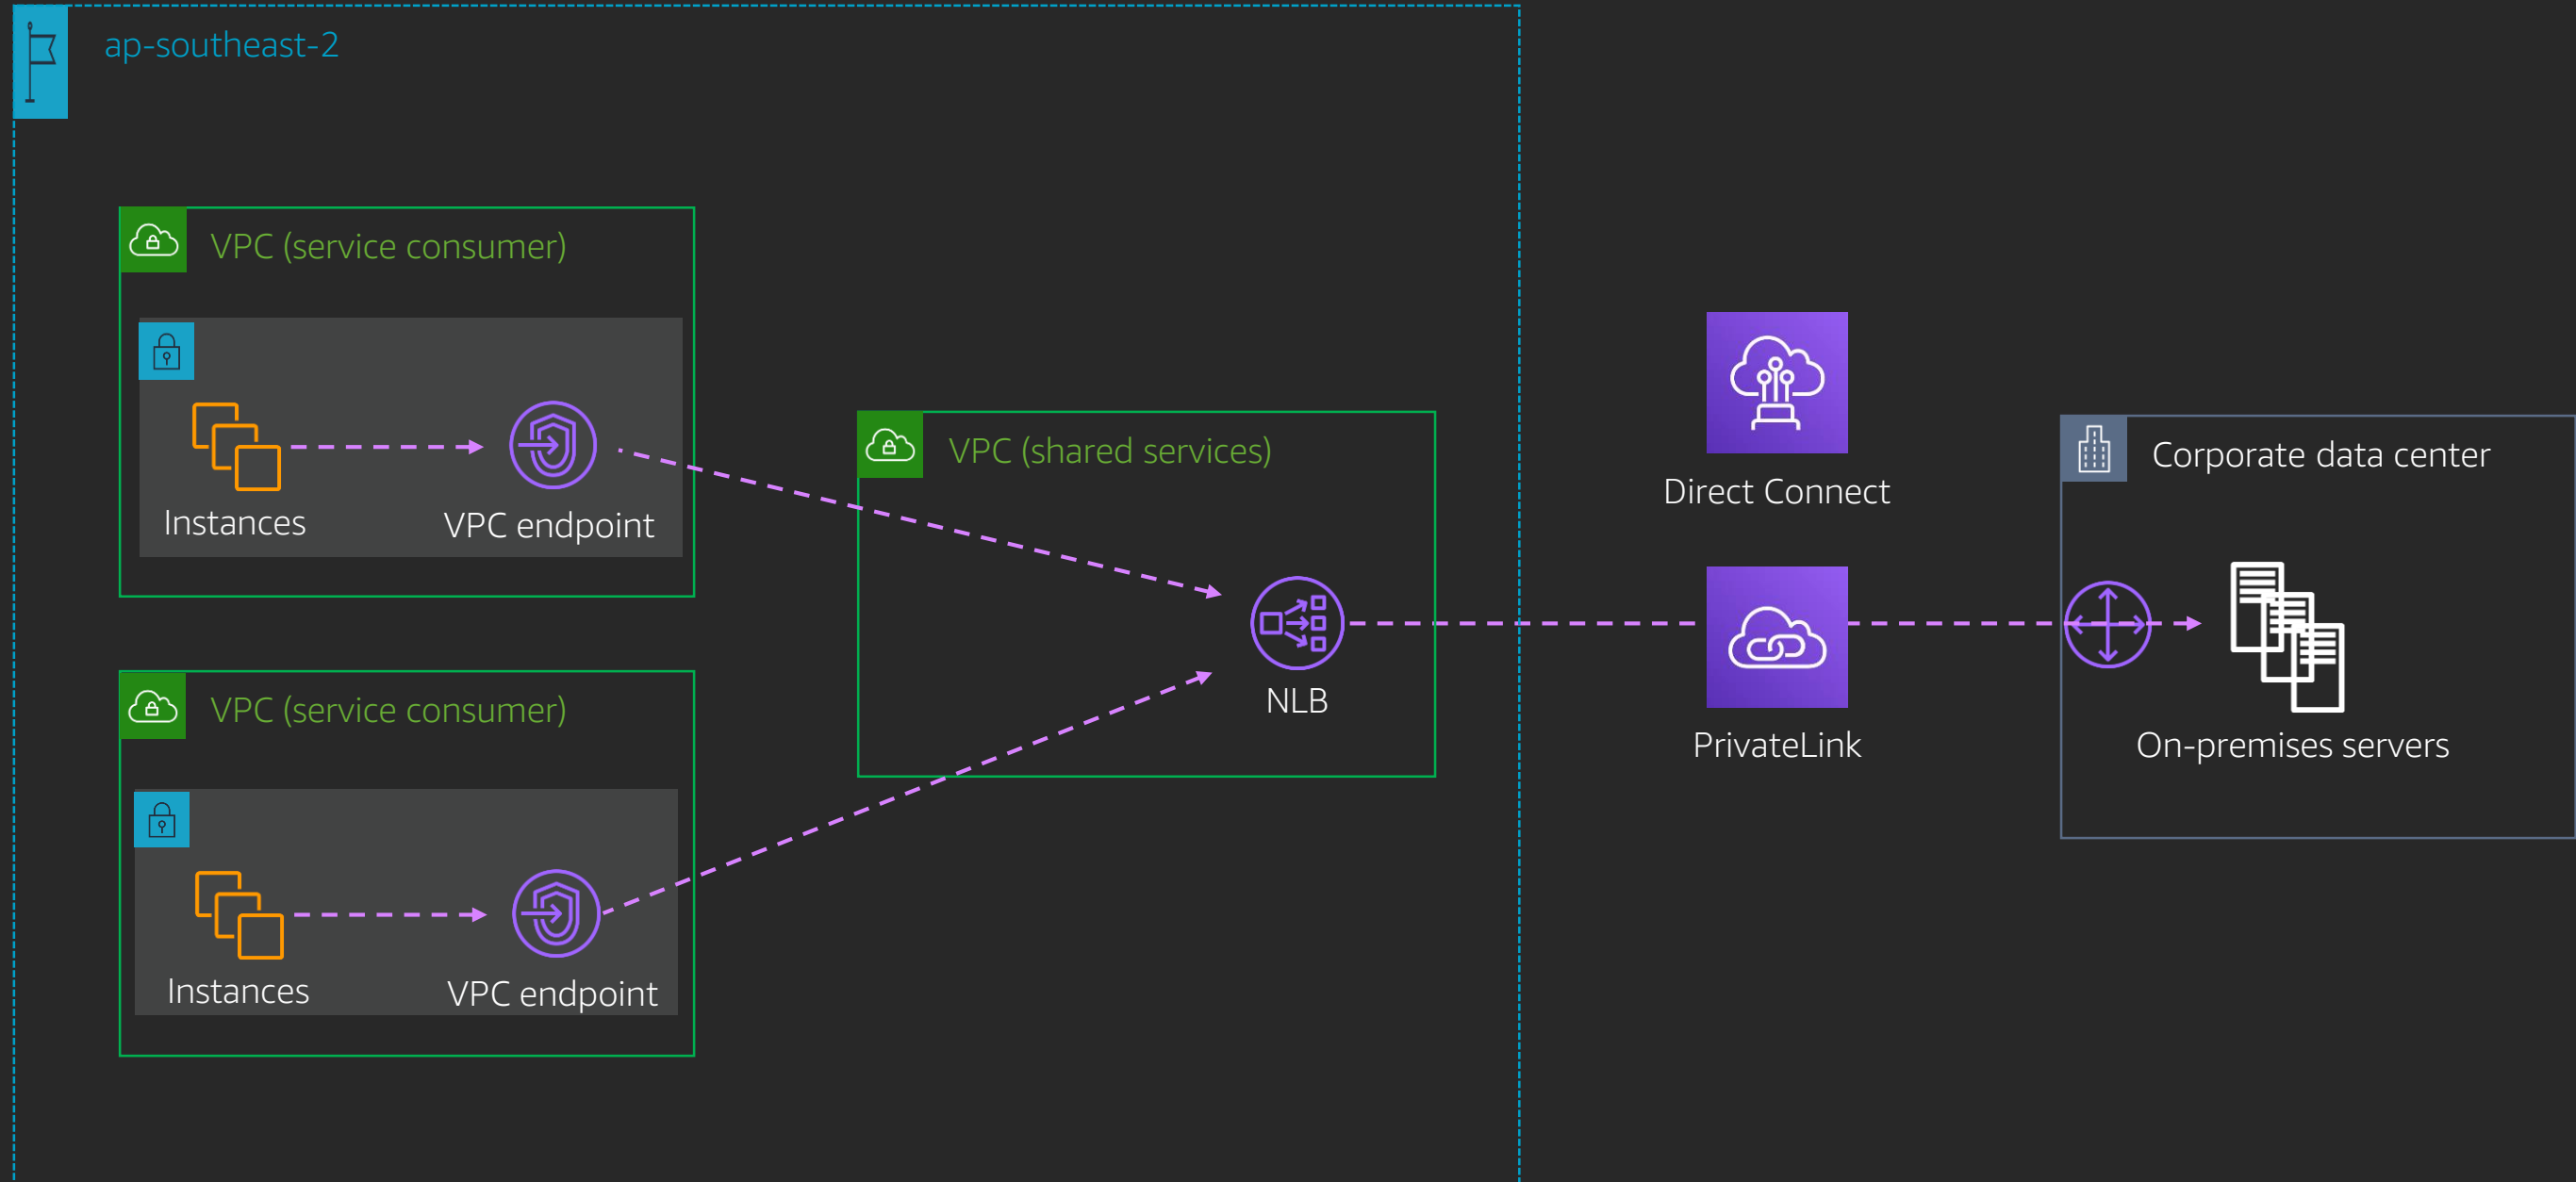 ap-southeast-2
VPC (service consumer)
Instances
VPC endpoint
VPC (shared services)
NLB
Direct Connect
PrivateLink
Corporate data center
On-premises servers
VPC (service consumer)
Instances
VPC endpoint